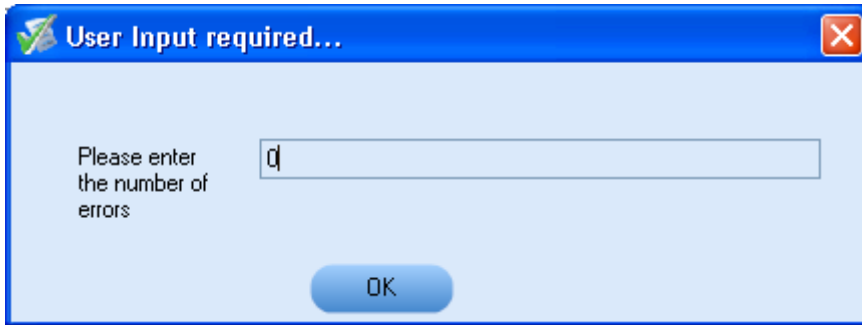 User Input required...
Please enter
the number of
errors
0
OK